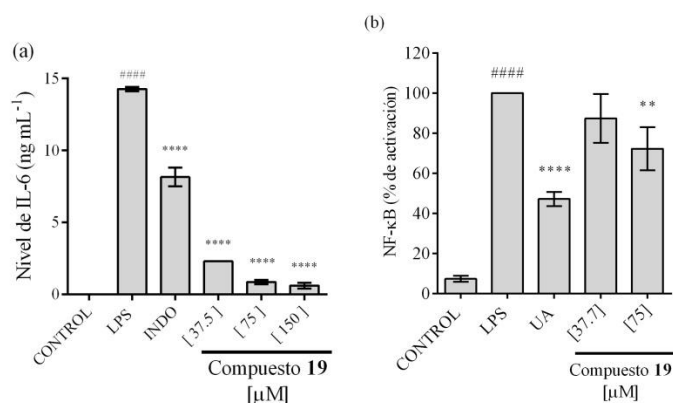 (a)
Nivel de IL-6 (ng mL⁻¹)
15
10
5
0
####
****
****
****
****
CONTROL
LPS
INDO
[ 37.5 ]
[ 75 ]
[ 150 ]
Compuesto 19
[µM]
(b)
NF-κB (% de activación)
120
100
80
60
40
20
0
####
****
**
CONTROL
LPS
UA
[37.7]
[75]
Compuesto 19
[µM]